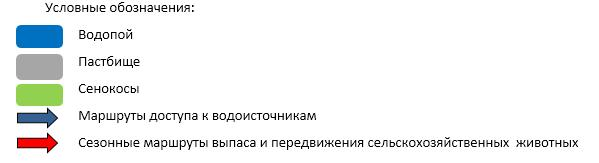 Условные обозначения:
Водопой
Пастбище
Сенокосы
Маршруты доступа к водоисточникам
Сезонные маршруты выпаса и передвижения сельскохозяйственных животных